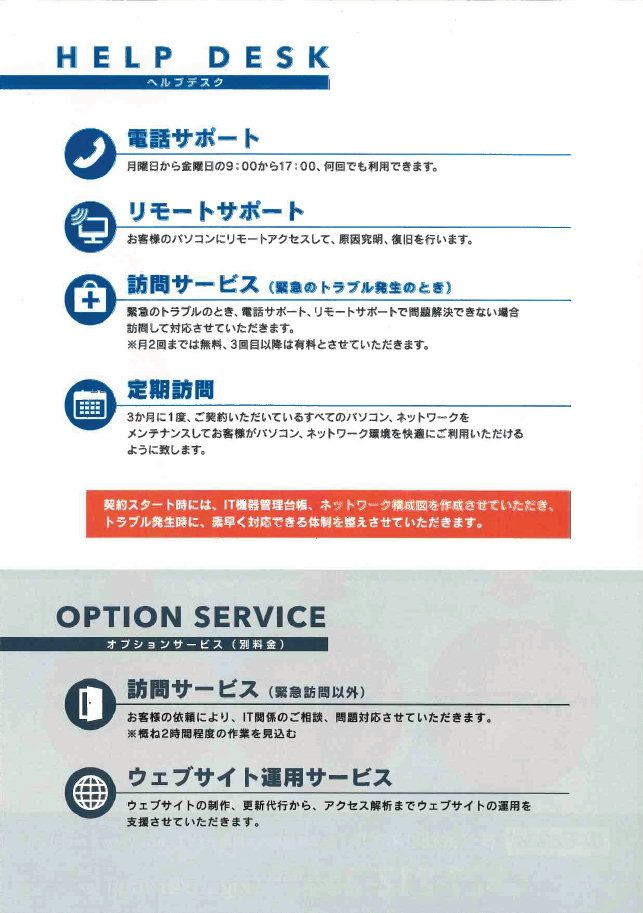 HELP DESK
ヘルプデスク
電話サポート
月曜日から金曜日の9:00から17:00、何回でも利用できます。
リモートサポート
お客様のパソコンにリモートアクセスして、原因究明、復旧を行います。
訪問サービス（緊急のトラブル発生のとき）
緊急のトラブルのとき、電話サポート、リモートサポートで問題解決できない場合
訪問して対応させていただきます。
※月2回までは無料、3回目以降は有料とさせていただきます。
定期訪問
3か月に1度、ご契約いただいているすべてのパソコン、ネットワークを
メンテナンスしてお客様がパソコン、ネットワーク環境を快適にご利用いただける
ように致します。
契約スタート時には、IT機器管理台帳、ネットワーク構成図を作成させていただき、
トラブル発生時に、素早く対応できる体制を整えさせていただきます。
OPTION SERVICE
オプションサービス（別料金）
訪問サービス（緊急訪問以外）
お客様の依頼により、IT関係のご相談、問題対応させていただきます。
※概ね2時間程度の作業を見込む
ウェブサイト運用サービス
ウェブサイトの制作、更新代行から、アクセス解析までウェブサイトの運用を
支援させていただきます。